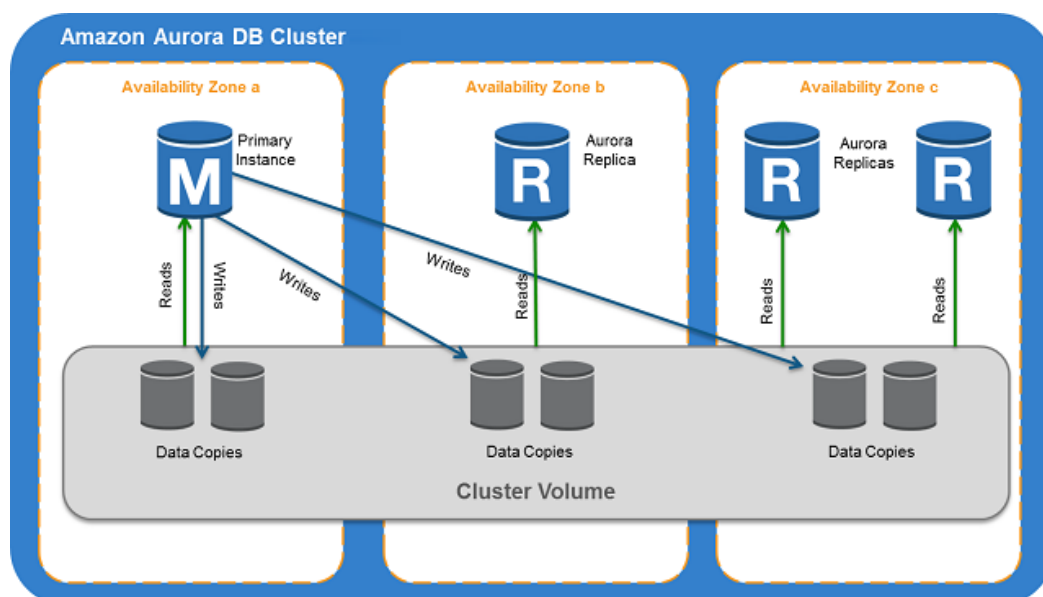 Amazon Aurora DB Cluster
Availability Zone a
Availability Zone b
Availability Zone c
Primary
Instance
Aurora
Replica
Aurora
Replicas
M
R
R
R
Reads
Writes
Writes
Reads
Writes
Reads
Reads
Data Copies
Data Copies
Data Copies
Cluster Volume